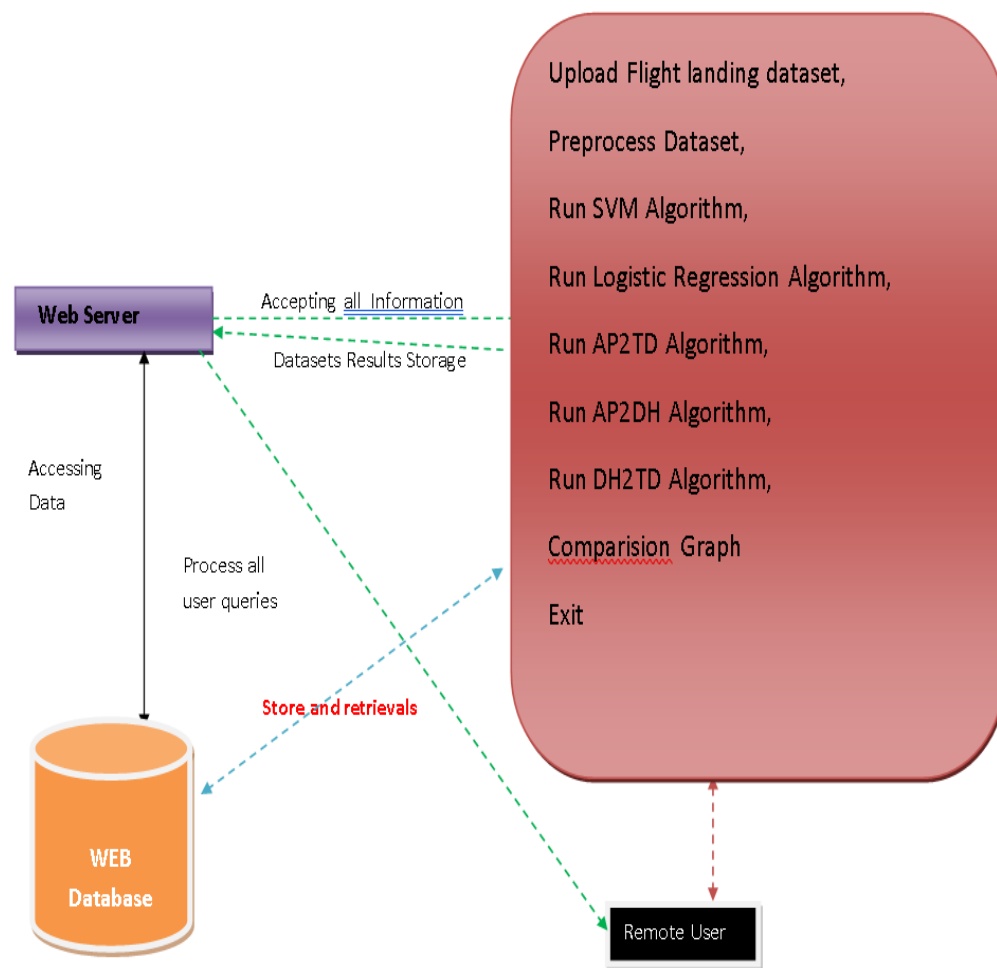 Upload Flight landing dataset,
Preprocess Dataset,
Run SVM Algorithm,
Run Logistic Regression Algorithm,
Run AP2TD Algorithm,
Run AP2DH Algorithm,
Run DH2TD Algorithm,
Comparision Graph
Exit
Web Server
Accepting all Information
Datasets Results Storage
Accessing
Data
Process all
user queries
Store and retrievals
WEB
Database
Remote User